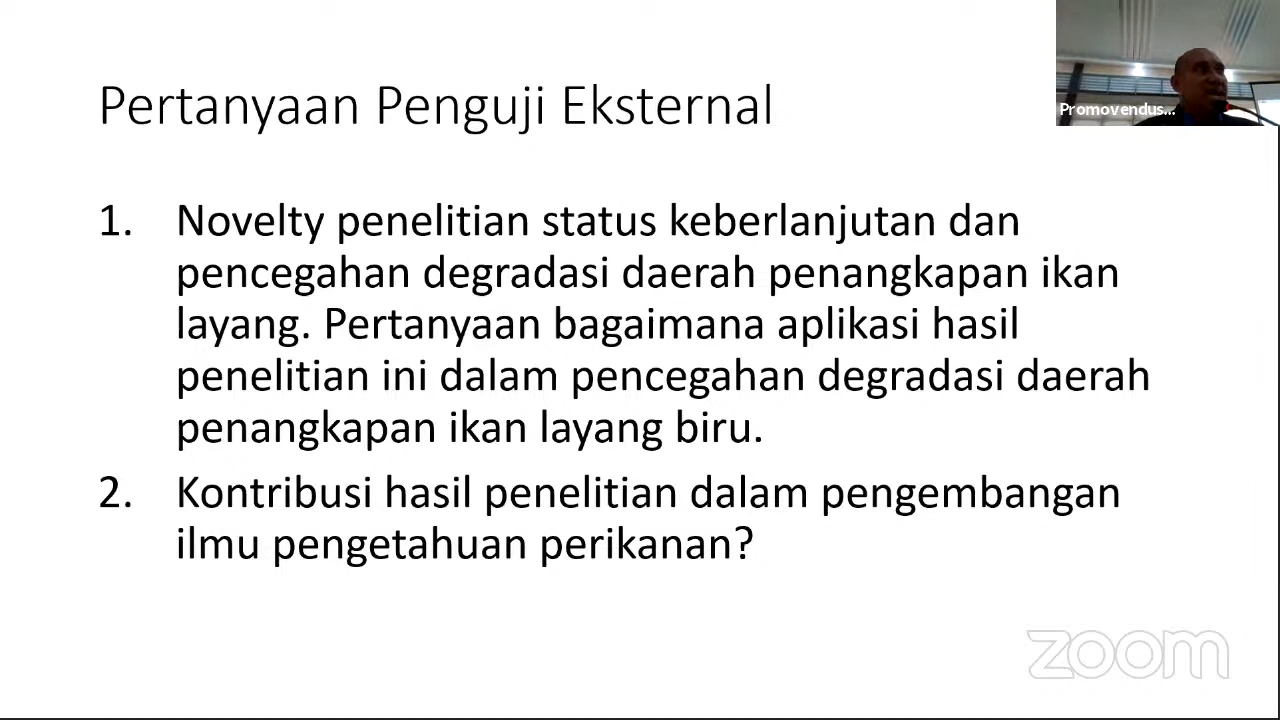 Pertanyaan Penguji Eksternal
Promovendus...
1. Novelty penelitian status keberlanjutan dan
pencegahan degradasi daerah penangkapan ikan
layang. Pertanyaan bagaimana aplikasi hasil
penelitian ini dalam pencegahan degradasi daerah
penangkapan ikan layang biru.
2. Kontribusi hasil penelitian dalam pengembangan
ilmu pengetahuan perikanan?
zoom